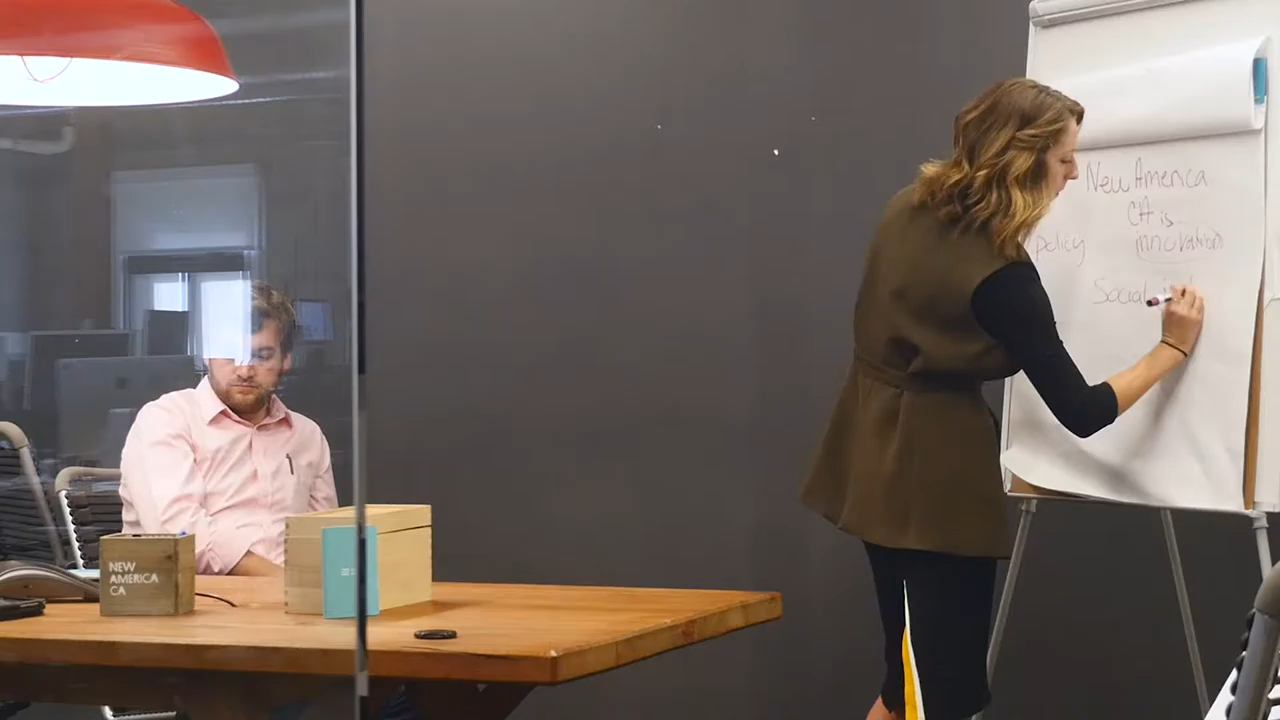 New America
CA is
policy innovation
Social
NEW
AMERICA
CA